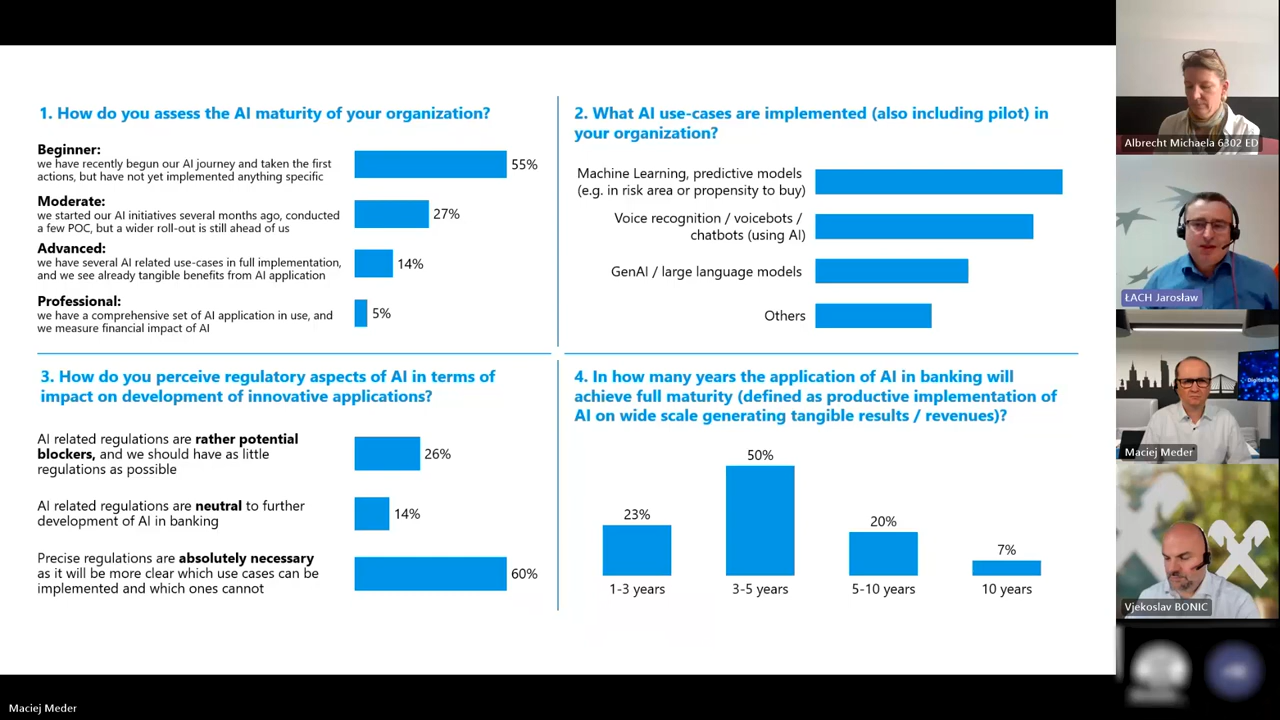 1. How do you assess the AI maturity of your organization?
Beginner:
we have recently begun our AI journey and taken the first
actions, but have not yet implemented anything specific
55%
Moderate:
we started our AI initiatives several months ago, conducted
a few POC, but a wider roll-out is still ahead of us
27%
Advanced:
we have several AI related use-cases in full implementation,
and we see already tangible benefits from AI application
14%
Professional:
we have a comprehensive set of AI application in use, and
we measure financial impact of AI
5%
2. What AI use-cases are implemented (also including pilot) in
your organization?
Machine Learning, predictive models
(e.g. in risk area or propensity to buy)
Voice recognition / voicebots /
chatbots (using AI)
GenAI / large language models
Others
3. How do you perceive regulatory aspects of AI in terms of
impact on development of innovative applications?
AI related regulations are rather potential
blockers, and we should have as little
regulations as possible
26%
AI related regulations are neutral to further
development of AI in banking
14%
Precise regulations are absolutely necessary
as it will be more clear which use cases can be
implemented and which ones cannot
60%
4. In how many years the application of AI in banking will
achieve full maturity (defined as productive implementation of
AI on wide scale generating tangible results / revenues)?
23%
50%
20%
7%
1-3 years
3-5 years
5-10 years
10 years
Albrecht Michaela 6302 ED
ŁACH Jarosław
Maciej Meder
Vjekoslav BONIC
Maciej Meder